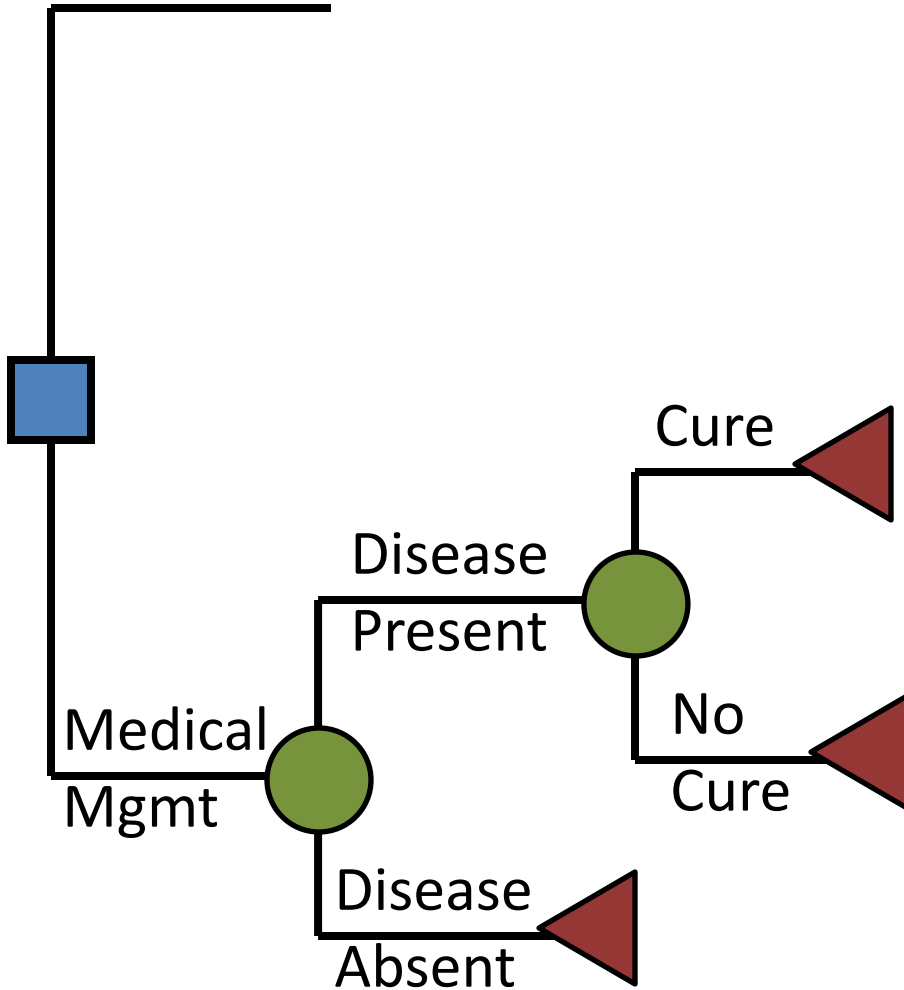 Cure
Disease
Present
No
Cure
Medical
Mgmt
Disease
Absent